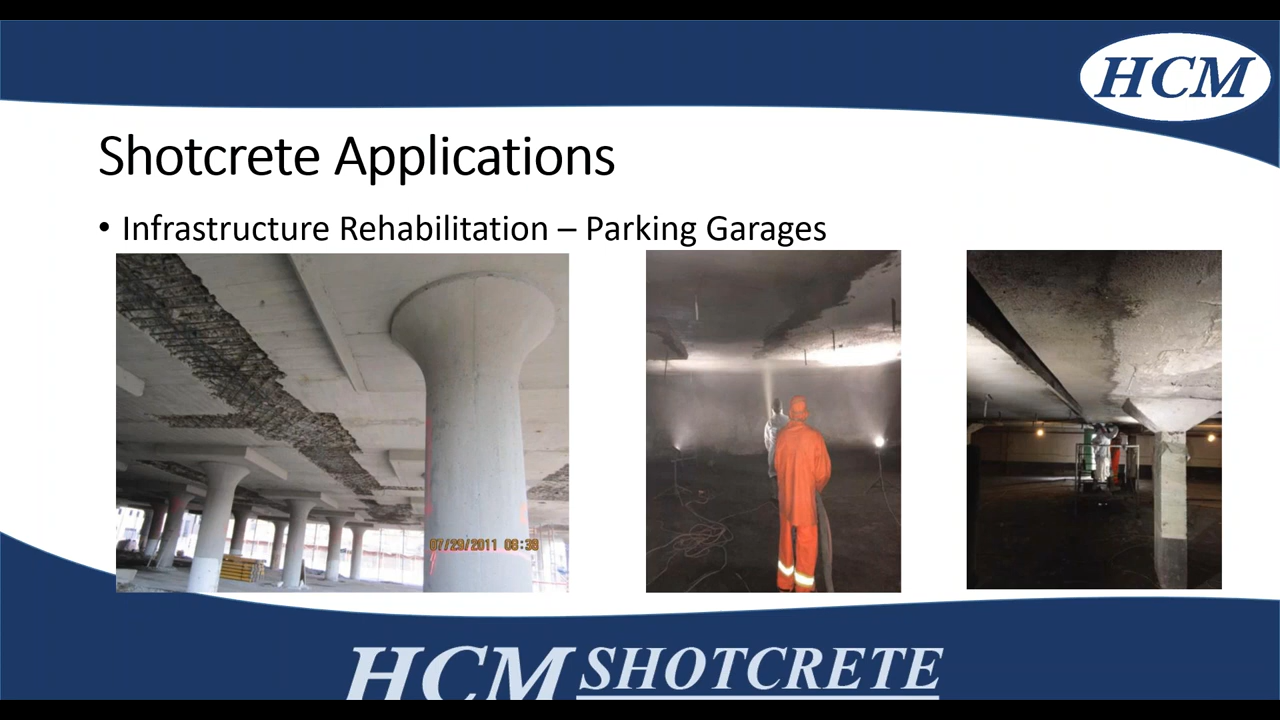 HCM
Shotcrete Applications
• Infrastructure Rehabilitation – Parking Garages
07/29/2011 08:38
HCM SHOTCRETE